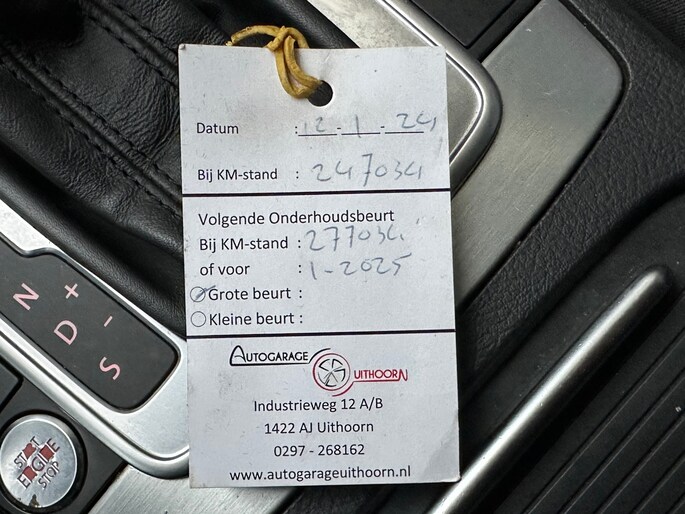 Datum : 12 - 1 - 24
Bij KM-stand : 247034
Volgende Onderhoudsbeurt
Bij KM-stand : 277034
of voor : 1-2025
Grote beurt :
Kleine beurt :
AUTOGARAGE UITHOORN
Industrieweg 12 A/B
1422 AJ Uithoorn
0297 - 268162
www.autogarageuithoorn.nl
N
D + -
S
START
ENGINE
STOP